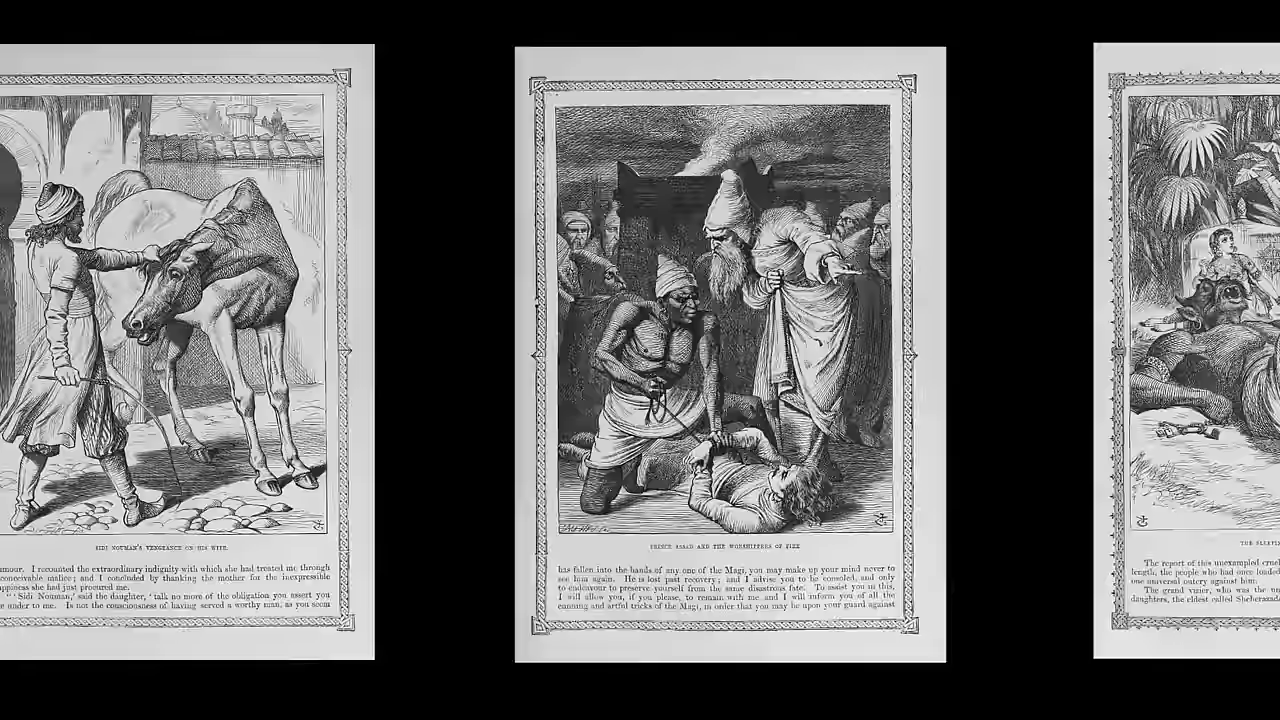 SIDI NOUMAN'S VENGEANCE ON HIS WIFE.
umour. I recounted the extraordinary indignity with which she had treated me through
conceivable malice; and I concluded by thanking the mother for the inexpressible
appiness she had just procured me.
"'Sidi Nouman,' said the daughter, 'talk no more of the obligation you assert you
e under to me. Is not the consciousness of having served a worthy man, as you seem
PRINCE ASSAD AND THE WORSHIPPERS OF FIRE
has fallen into the hands of any one of the Magi, you may make up your mind never to
see him again. He is lost past recovery; and I advise you to be consoled, and only
to endeavour to preserve yourself from the same disastrous fate. To assist you in this,
I will allow you, if you please, to remain with me and I will inform you of all the
cunning and artful tricks of the Magi, in order that you may be upon your guard against
THE SLEEPIN
The report of this unexampled cruel
length, the people who had once loaded
one universal outcry against him.
The grand vizier, who was the un
daughters, the eldest called Sheherazade